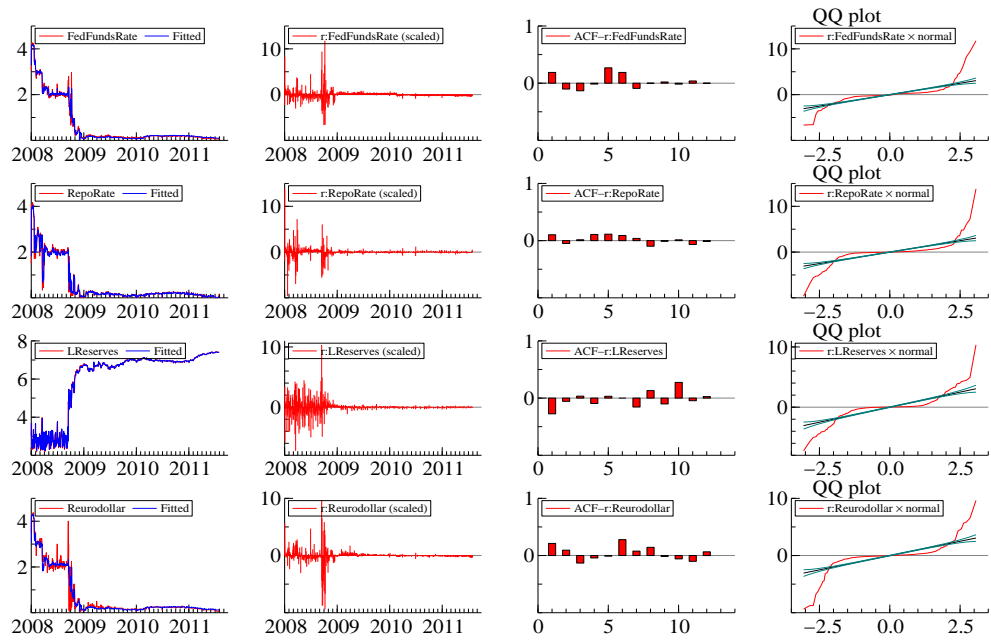 QQ plot
4
2
FedFundsRate Fitted
2008 2009 2010 2011
10
0
r:FedFundsRate (scaled)
2008 2009 2010 2011
1
0
ACF−r:FedFundsRate
0 5 10
10
0
r:FedFundsRate × normal
−2.5 0.0 2.5
QQ plot
4
2
RepoRate Fitted
2008 2009 2010 2011
10
0
r:RepoRate (scaled)
2008 2009 2010 2011
1
0
ACF−r:RepoRate
0 5 10
10
0
r:RepoRate × normal
−2.5 0.0 2.5
QQ plot
8
6
4
LReserves Fitted
2008 2009 2010 2011
10
0
r:LReserves (scaled)
2008 2009 2010 2011
1
0
ACF−r:LReserves
0 5 10
10
0
r:LReserves × normal
−2.5 0.0 2.5
QQ plot
4
2
Reurodollar Fitted
2008 2009 2010 2011
10
0
r:Reurodollar (scaled)
2008 2009 2010 2011
1
0
ACF−r:Reurodollar
0 5 10
10
0
r:Reurodollar × normal
−2.5 0.0 2.5